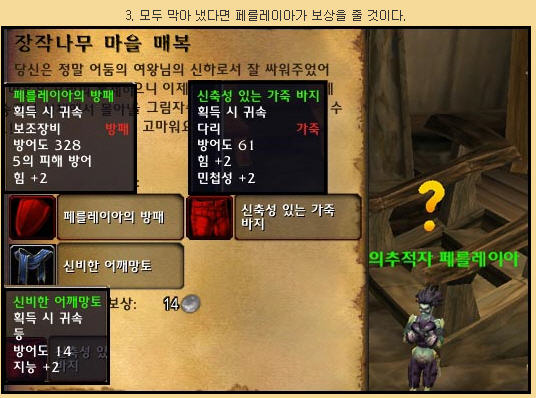 3. 모두 막아 냈다면 페를레이아가 보상을 줄 것이다.
장작나무 마을 매복
당신은 정말 어둠의 여왕님의 신하로서 잘 싸워주었어
페를레이아의 방패
획득 시 귀속
보조장비 방패
방어도 328
5의 피해 방어
힘 +2
신축성 있는 가죽 바지
획득 시 귀속
다리 가죽
방어도 61
힘 +2
민첩성 +2
고마워요
페를레이아의 방패
신축성 있는 가죽
바지
신비한 어깨망토
보상: 14
신비한 어깨망토
획득 시 귀속
등
방어도 14
지능 +2
의추적자 페를레이아